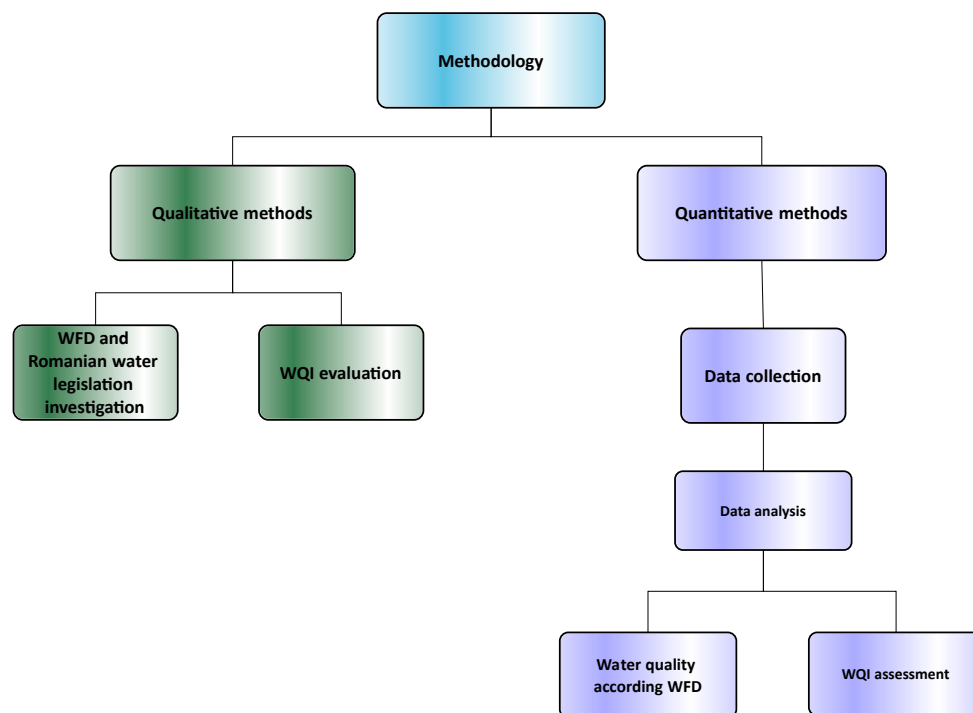 Methodology
Qualitative methods
Quantitative methods
WFD and
Romanian water
legislation
investigation
WQI evaluation
Data collection
Data analysis
Water quality
according WFD
WQI assessment